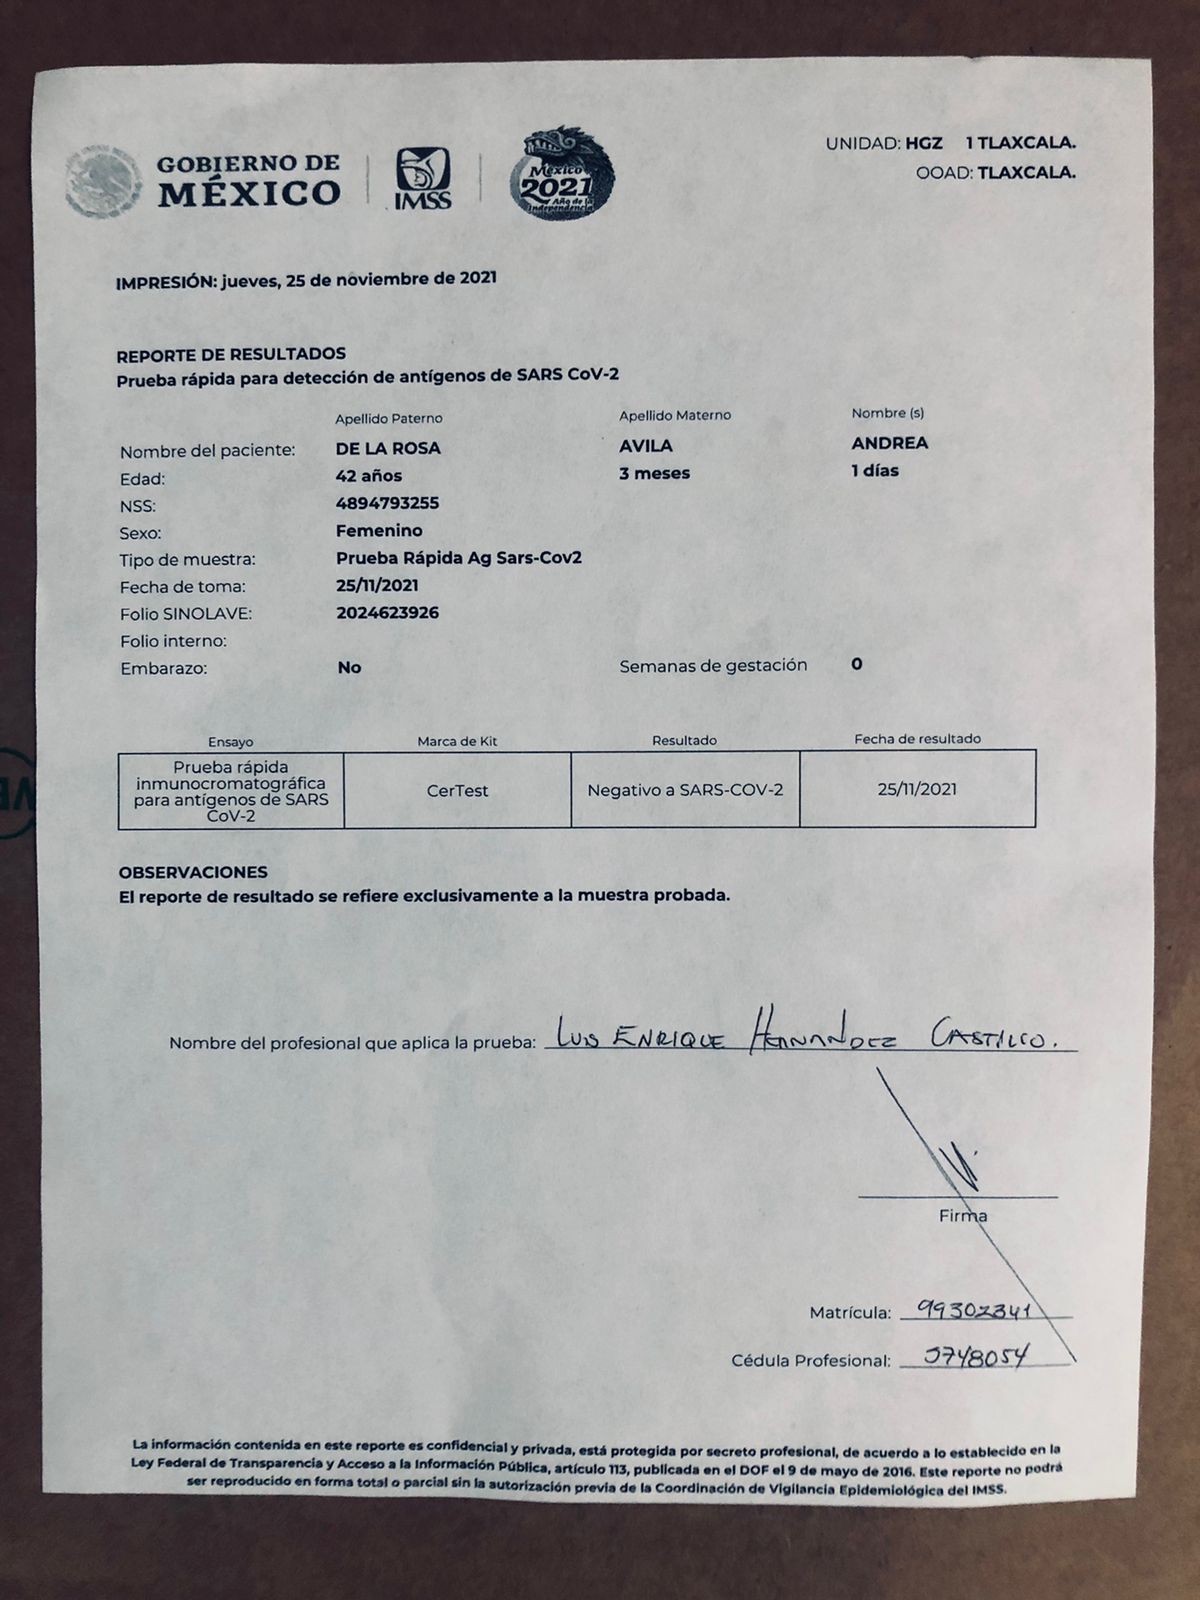 GOBIERNO DE
MÉXICO
IMSS
México
2021
Año de la
Independencia
UNIDAD: HGZ 1 TLAXCALA.
OOAD: TLAXCALA.
IMPRESIÓN: jueves, 25 de noviembre de 2021
REPORTE DE RESULTADOS
Prueba rápida para detección de antígenos de SARS CoV-2
Apellido Paterno Apellido Materno Nombre (s)
Nombre del paciente: DE LA ROSA AVILA ANDREA
Edad: 42 años 3 meses 1 días
NSS: 4894793255
Sexo: Femenino
Tipo de muestra: Prueba Rápida Ag Sars-Cov2
Fecha de toma: 25/11/2021
Folio SINOLAVE: 2024623926
Folio interno:
Embarazo: No Semanas de gestación 0
Ensayo Marca de Kit Resultado Fecha de resultado
Prueba rápida
inmunocromatográfica
para antígenos de SARS
CoV-2
CerTest
Negativo a SARS-COV-2
25/11/2021
OBSERVACIONES
El reporte de resultado se refiere exclusivamente a la muestra probada.
Nombre del profesional que aplica la prueba: LUIS ENRIQUE HERNANDEZ CASTILLO.
Firma
Matrícula: 99302341
Cédula Profesional: 5748054
La información contenida en este reporte es confidencial y privada, está protegida por secreto profesional, de acuerdo a lo establecido en la
Ley Federal de Transparencia y Acceso a la Información Pública, artículo 113, publicada en el DOF el 9 de mayo de 2016. Este reporte no podrá
ser reproducido en forma total o parcial sin la autorización previa de la Coordinación de Vigilancia Epidemiológica del IMSS.